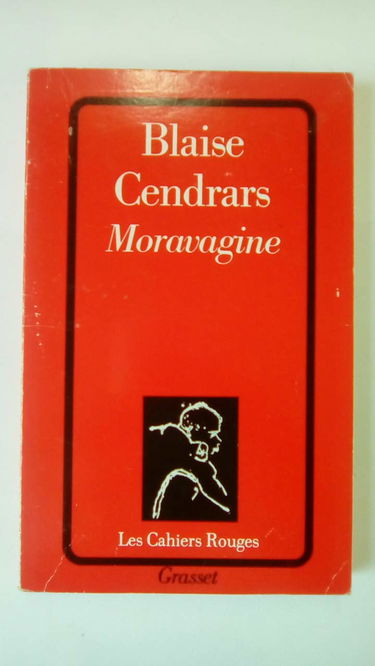 Blaise
Cendrars
Moravagine
Les Cahiers Rouges
Grasset